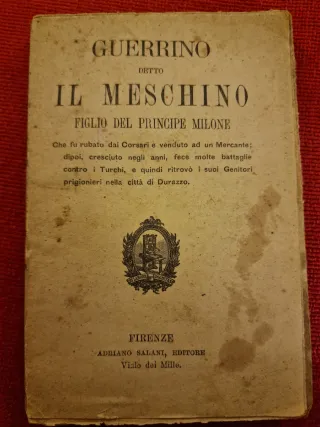 GUERRINO
DETTO
IL MESCHINO
FIGLIO DEL PRINCIPE MILONE
Che fu rubato dai Corsari e venduto ad un Mercante;
dipoi, cresciuto negli anni, fece molte battaglie
contro i Turchi, e quindi ritrovò i suoi Genitori
prigionieri nella città di Durazzo.
FIRENZE
ADRIANO SALANI, EDITORE
Viale dei Mille.